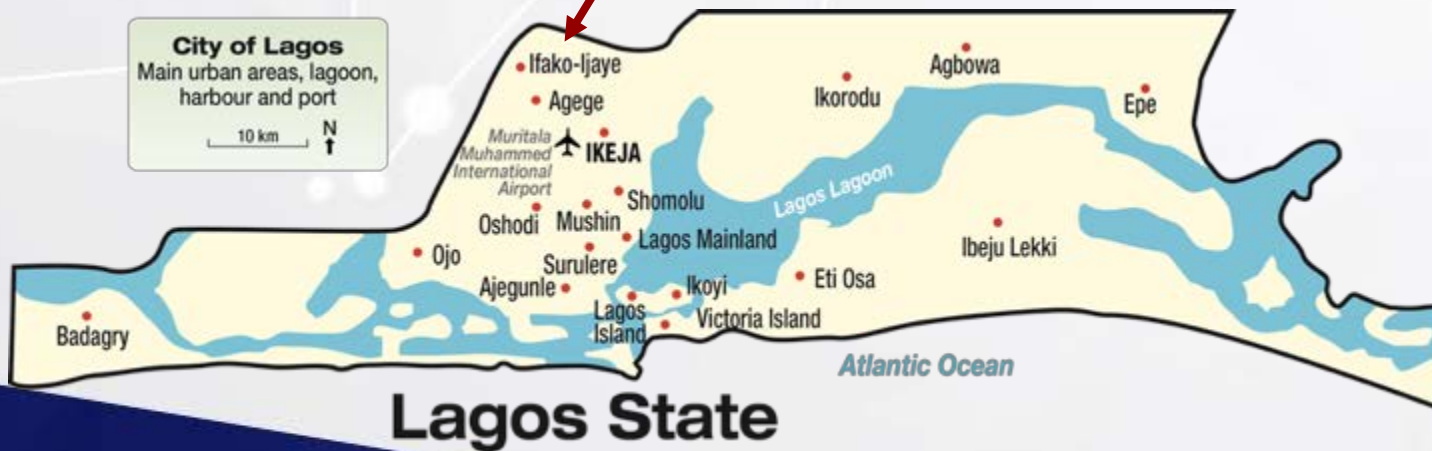 City of Lagos
Main urban areas, lagoon,
harbour and port
10 km
N
Ifako-Ijaye
Agege
Muritala
Muhammed
International
Airport
IKEJA
Ikorodu
Agbowa
Epe
Shomolu
Oshodi
Mushin
Lagos Mainland
Lagos Lagoon
Ojo
Surulere
Ajegunle
Ikoyi
Eti Osa
Ibeju Lekki
Lagos
Island
Victoria Island
Badagry
Atlantic Ocean
Lagos State